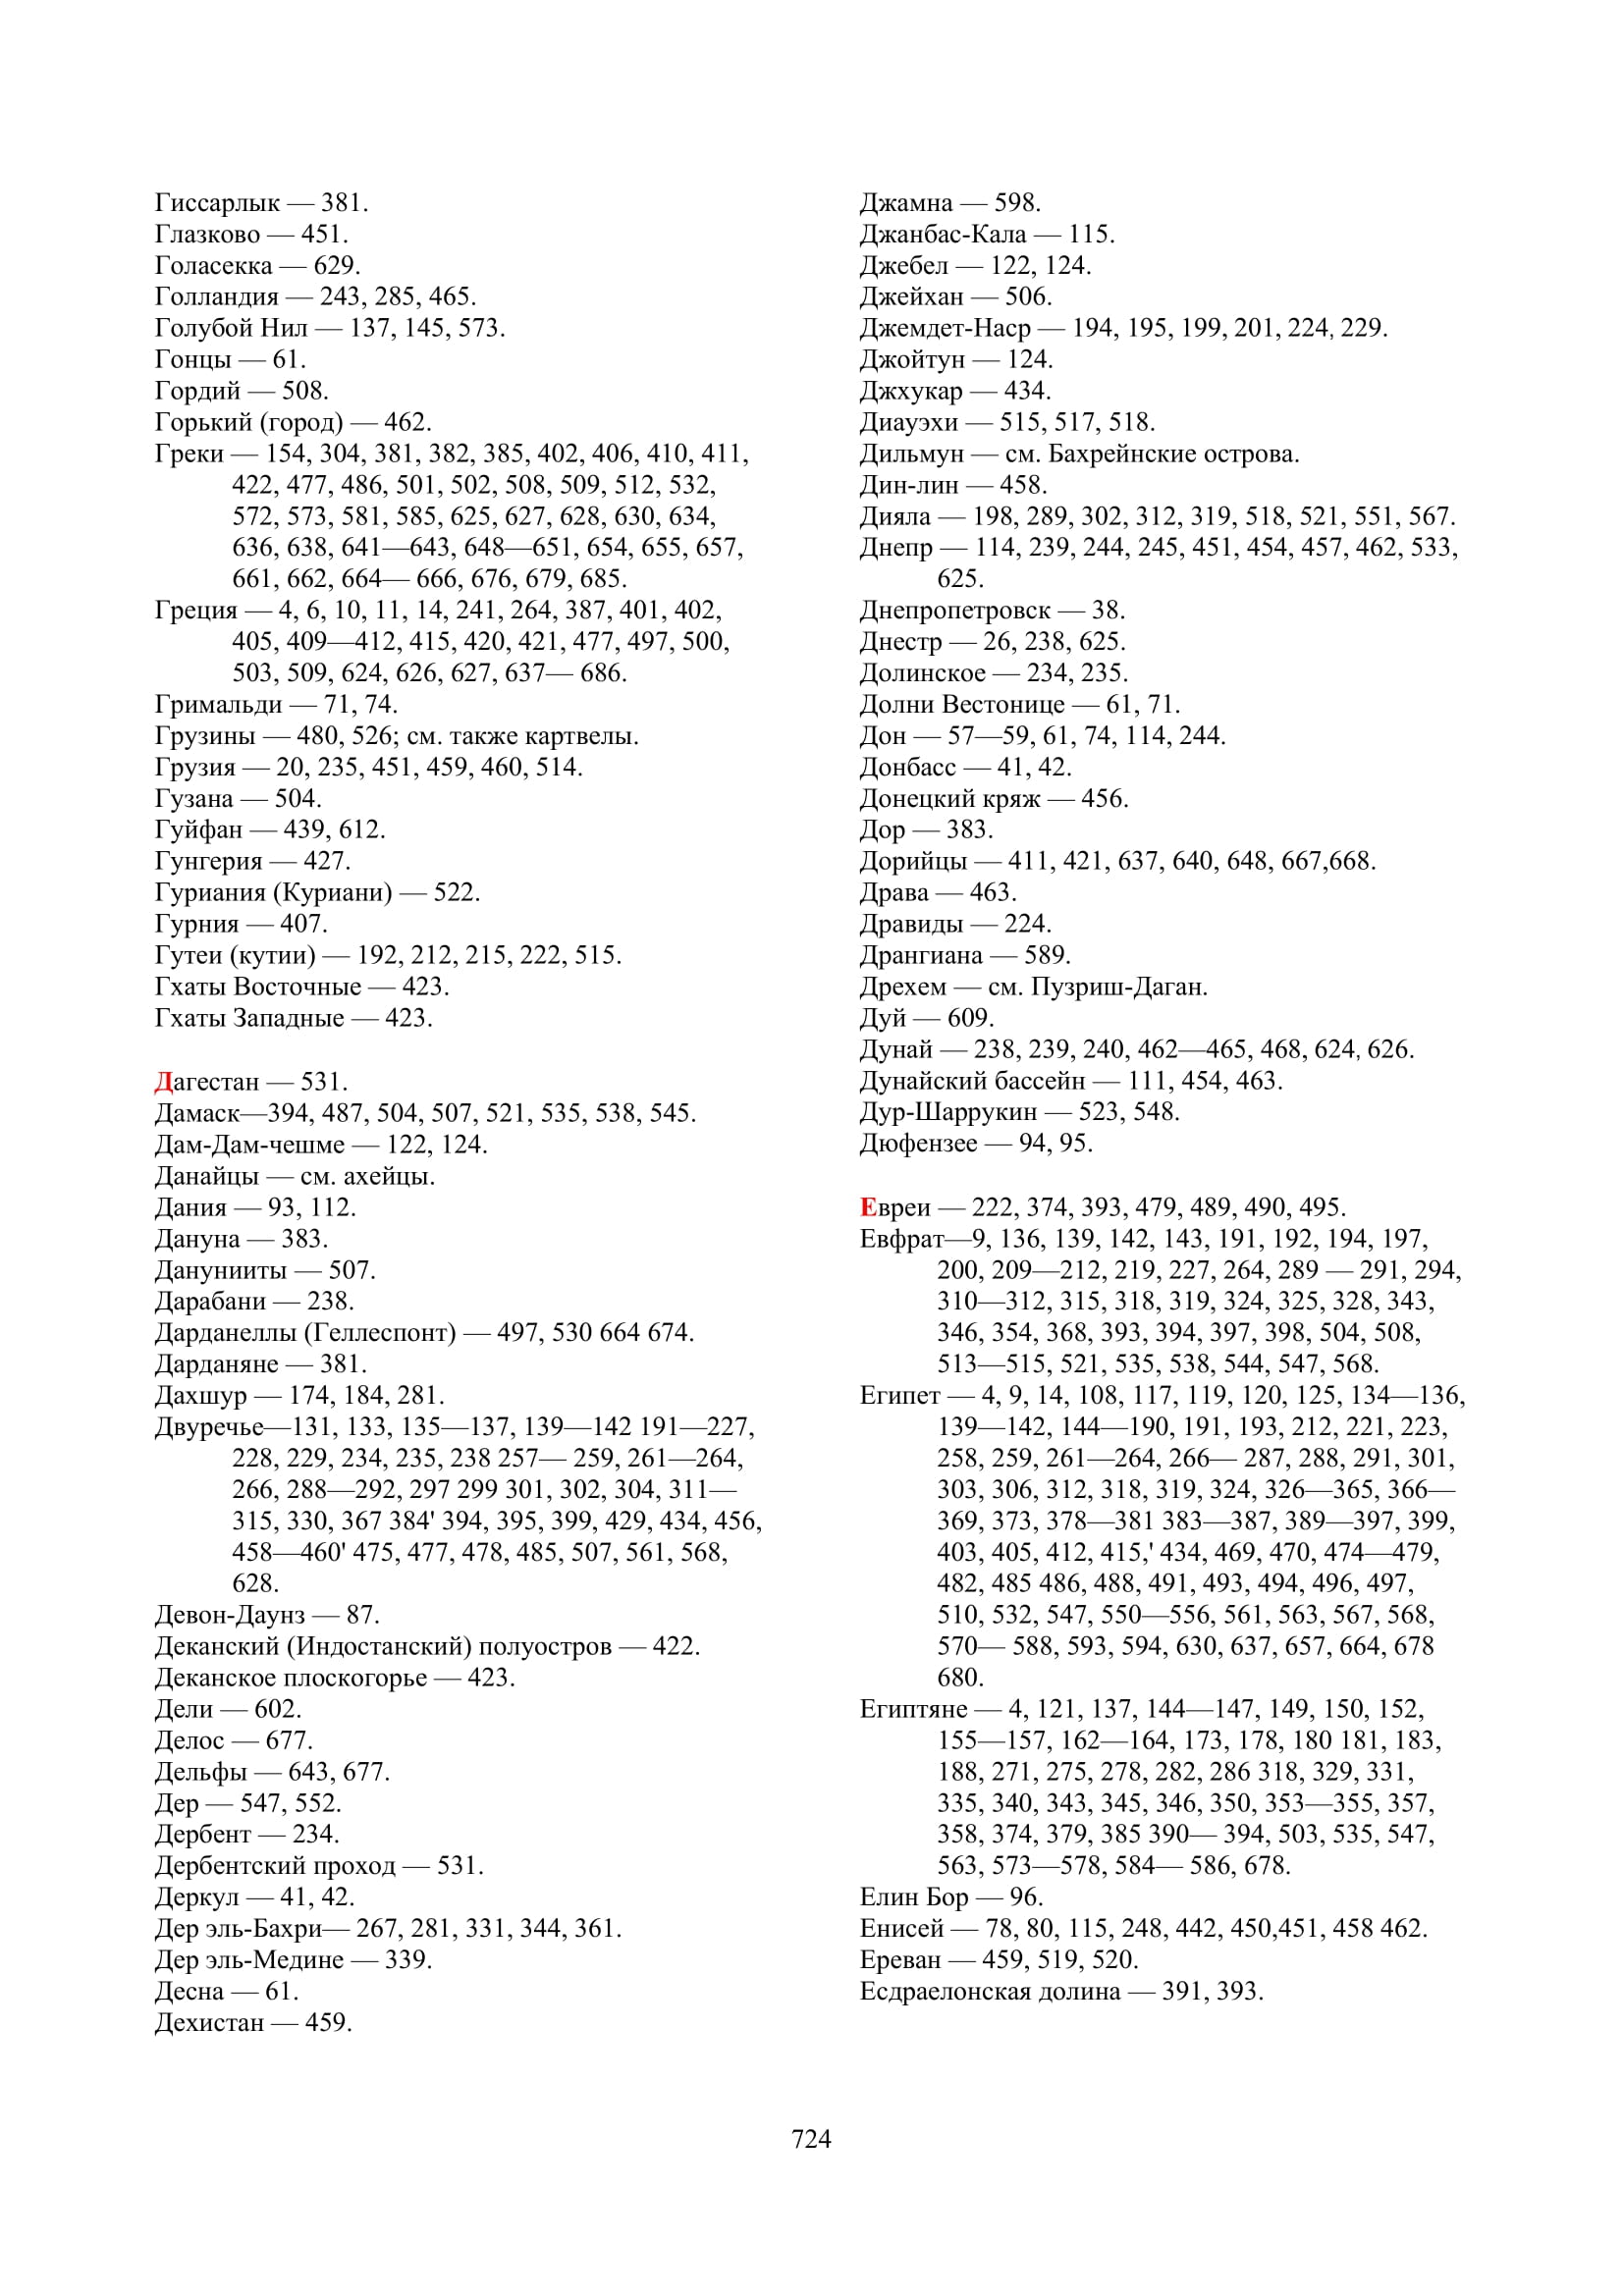 Гиссарлык — 381.
Глазково — 451.
Голасекка — 629.
Голландия — 243, 285, 465.
Голубой Нил — 137, 145, 573.
Гонцы — 61.
Гордий — 508.
Горький (город) — 462.
Греки — 154, 304, 381, 382, 385, 402, 406, 410, 411,
422, 477, 486, 501, 502, 508, 509, 512, 532,
572, 573, 581, 585, 625, 627, 628, 630, 634,
636, 638, 641—643, 648—651, 654, 655, 657,
661, 662, 664— 666, 676, 679, 685.
Греция — 4, 6, 10, 11, 14, 241, 264, 387, 401, 402,
405, 409—412, 415, 420, 421, 477, 497, 500,
503, 509, 624, 626, 627, 637— 686.
Гримальди — 71, 74.
Грузины — 480, 526; см. также картвелы.
Грузия — 20, 235, 451, 459, 460, 514.
Гузана — 504.
Гуйфан — 439, 612.
Гунгерия — 427.
Гуриания (Куриани) — 522.
Гурния — 407.
Гутеи (кутии) — 192, 212, 215, 222, 515.
Гхаты Восточные — 423.
Гхаты Западные — 423.
Дагестан — 531.
Дамаск—394, 487, 504, 507, 521, 535, 538, 545.
Дам-Дам-чешме — 122, 124.
Данайцы — см. ахейцы.
Дания — 93, 112.
Дануна — 383.
Данунииты — 507.
Дарабани — 238.
Дарданеллы (Геллеспонт) — 497, 530 664 674.
Дарданяне — 381.
Дахшур — 174, 184, 281.
Двуречье—131, 133, 135—137, 139—142 191—227,
228, 229, 234, 235, 238 257— 259, 261—264,
266, 288—292, 297 299 301, 302, 304, 311—
315, 330, 367 384' 394, 395, 399, 429, 434, 456,
458—460' 475, 477, 478, 485, 507, 561, 568,
628.
Девон-Даунз — 87.
Деканский (Индостанский) полуостров — 422.
Деканское плоскогорье — 423.
Дели — 602.
Делос — 677.
Дельфы — 643, 677.
Дер — 547, 552.
Дербент — 234.
Дербентский проход — 531.
Деркул — 41, 42.
Дер эль-Бахри— 267, 281, 331, 344, 361.
Дер эль-Медине — 339.
Десна — 61.
Дехистан — 459.
Джамна — 598.
Джанбас-Кала — 115.
Джебел — 122, 124.
Джейхан — 506.
Джемдет-Наср — 194, 195, 199, 201, 224, 229.
Джойтун — 124.
Джхукар — 434.
Диауэхи — 515, 517, 518.
Дильмун — см. Бахрейнские острова.
Дин-лин — 458.
Дияла — 198, 289, 302, 312, 319, 518, 521, 551, 567.
Днепр — 114, 239, 244, 245, 451, 454, 457, 462, 533,
625.
Днепропетровск — 38.
Днестр — 26, 238, 625.
Долинское — 234, 235.
Долни Вестонице — 61, 71.
Дон — 57—59, 61, 74, 114, 244.
Донбасс — 41, 42.
Донецкий кряж — 456.
Дор — 383.
Дорийцы — 411, 421, 637, 640, 648, 667,668.
Драва — 463.
Дравиды — 224.
Дрангиана — 589.
Дрехем — см. Пузриш-Даган.
Дуй — 609.
Дунай — 238, 239, 240, 462—465, 468, 624, 626.
Дунайский бассейн — 111, 454, 463.
Дур-Шаррукин — 523, 548.
Дюфензее — 94, 95.
Евреи — 222, 374, 393, 479, 489, 490, 495.
Евфрат—9, 136, 139, 142, 143, 191, 192, 194, 197,
200, 209—212, 219, 227, 264, 289 — 291, 294,
310—312, 315, 318, 319, 324, 325, 328, 343,
346, 354, 368, 393, 394, 397, 398, 504, 508,
513—515, 521, 535, 538, 544, 547, 568.
Египет — 4, 9, 14, 108, 117, 119, 120, 125, 134—136,
139—142, 144—190, 191, 193, 212, 221, 223,
258, 259, 261—264, 266— 287, 288, 291, 301,
303, 306, 312, 318, 319, 324, 326—365, 366—
369, 373, 378—381 383—387, 389—397, 399,
403, 405, 412, 415,' 434, 469, 470, 474—479,
482, 485 486, 488, 491, 493, 494, 496, 497,
510, 532, 547, 550—556, 561, 563, 567, 568,
570— 588, 593, 594, 630, 637, 657, 664, 678
680.
Египтяне — 4, 121, 137, 144—147, 149, 150, 152,
155—157, 162—164, 173, 178, 180 181, 183,
188, 271, 275, 278, 282, 286 318, 329, 331,
335, 340, 343, 345, 346, 350, 353—355, 357,
358, 374, 379, 385 390— 394, 503, 535, 547,
563, 573—578, 584— 586, 678.
Елин Бор — 96.
Енисей — 78, 80, 115, 248, 442, 450,451, 458 462.
Ереван — 459, 519, 520.
Есдраелонская долина — 391, 393.
724